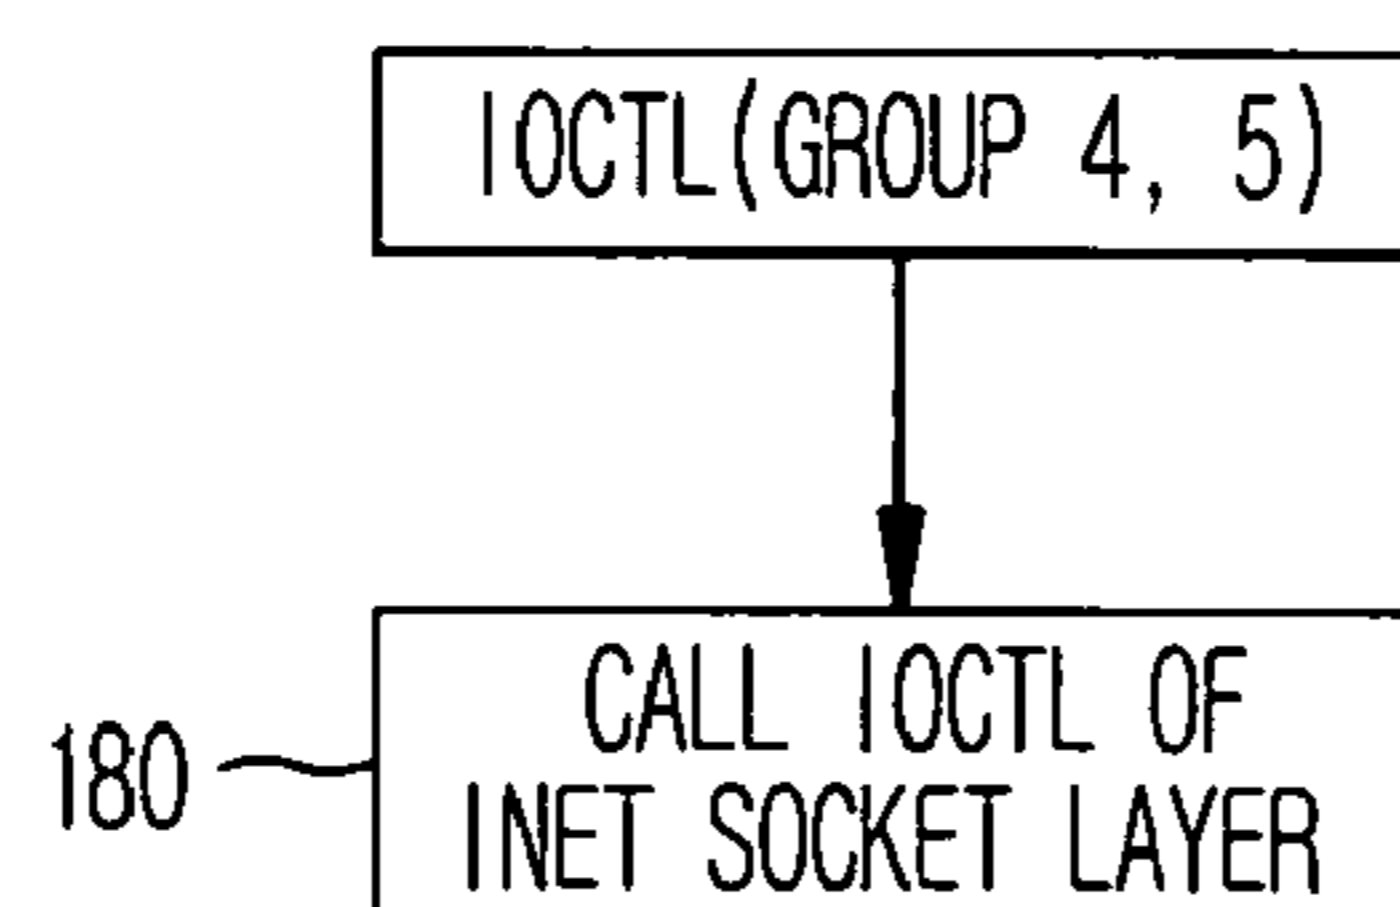 IOCTL(GROUP 4, 5)
CALL IOCTL OF
180
INET SOCKET LAYER